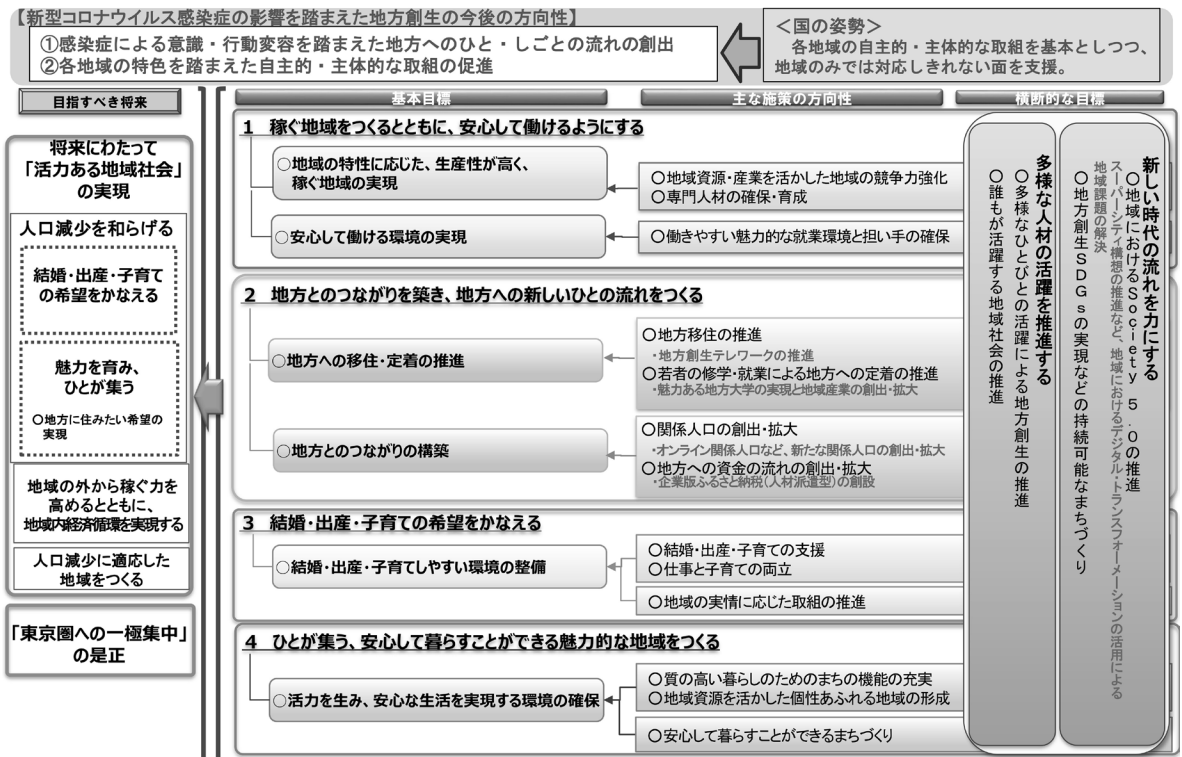 【新型コロナウイルス感染症の影響を踏まえた地方創生の今後の方向性】
①感染症による意識・行動変容を踏まえた地方へのひと・しごとの流れの創出
②各地域の特色を踏まえた自主的・主体的な取組の促進
＜国の姿勢＞
各地域の自主的・主体的な取組を基本としつつ、
地域のみでは対応しきれない面を支援。
目指すべき将来
将来にわたって
「活力ある地域社会」
の実現
人口減少を和らげる
結婚・出産・子育て
の希望をかなえる
魅力を育み、
ひとが集う
○地方に住みたい希望の
実現
地域の外から稼ぐ力を
高めるとともに、
地域内経済循環を実現する
人口減少に適応した
地域をつくる
「東京圏への一極集中」
の是正
基本目標
主な施策の方向性
横断的な目標
1 稼ぐ地域をつくるとともに、安心して働けるようにする
○地域の特性に応じた、生産性が高く、
稼ぐ地域の実現
○地域資源・産業を活かした地域の競争力強化
○専門人材の確保・育成
○安心して働ける環境の実現
○働きやすい魅力的な就業環境と担い手の確保
2 地方とのつながりを築き、地方への新しいひとの流れをつくる
○地方への移住・定着の推進
○地方移住の推進
・地方創生テレワークの推進
○若者の修学・就業による地方への定着の推進
・魅力ある地方大学の実現と地域産業の創出・拡大
○地方とのつながりの構築
○関係人口の創出・拡大
・オンライン関係人口など、新たな関係人口の創出・拡大
○地方への資金の流れの創出・拡大
・企業版ふるさと納税（人材派遣型）の創設
3 結婚・出産・子育ての希望をかなえる
○結婚・出産・子育てしやすい環境の整備
○結婚・出産・子育ての支援
○仕事と子育ての両立
○地域の実情に応じた取組の推進
4 ひとが集う、安心して暮らすことができる魅力的な地域をつくる
○活力を生み、安心な生活を実現する環境の確保
○質の高い暮らしのためのまちの機能の充実
○地域資源を活かした個性あふれる地域の形成
○安心して暮らすことができるまちづくり
新しい時代の流れを力にする
○地域におけるSociety 5.0の推進
スーパーシティ構想の推進など、地域におけるデジタル・トランスフォーメーションの活用による
地域課題の解決
○地方創生SDGsの実現などの持続可能なまちづくり
多様な人材の活躍を推進する
○多様なひとびとの活躍による地方創生の推進
○誰もが活躍する地域社会の推進